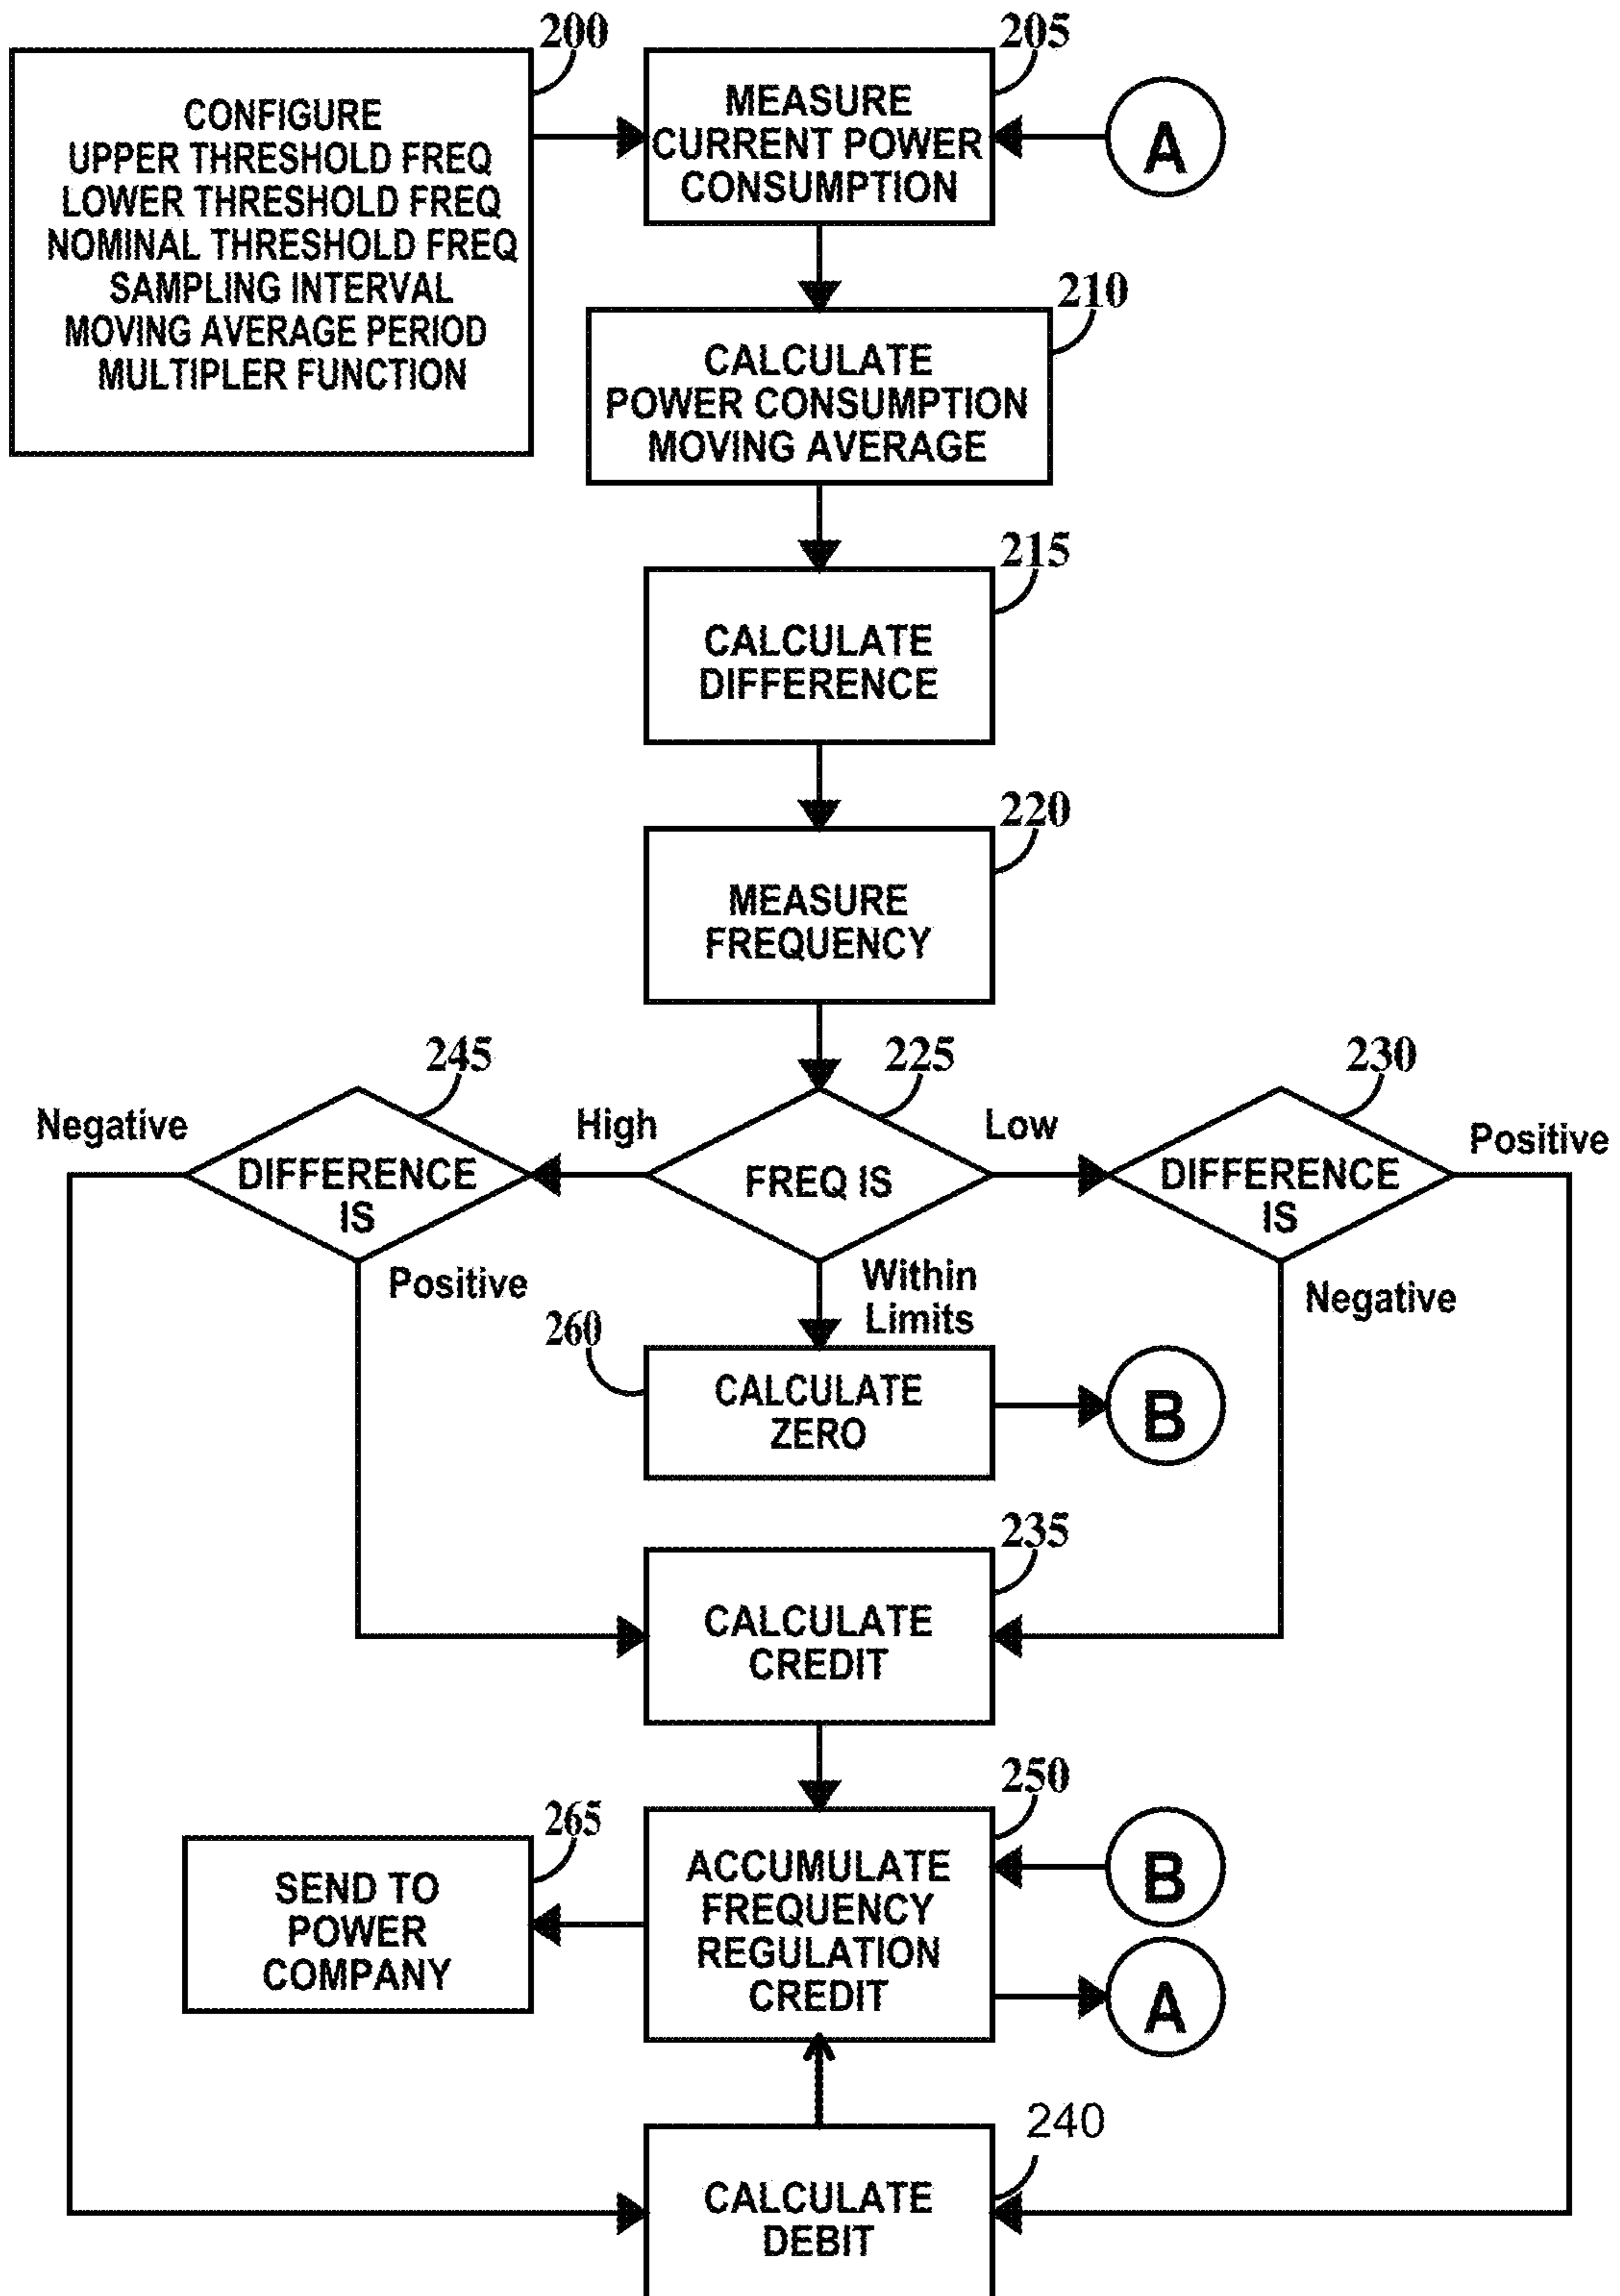 200
CONFIGURE
UPPER THRESHOLD FREQ
LOWER THRESHOLD FREQ
NOMINAL THRESHOLD FREQ
SAMPLING INTERVAL
MOVING AVERAGE PERIOD
MULTIPLER FUNCTION
205
MEASURE
CURRENT POWER
CONSUMPTION
A
210
CALCULATE
POWER CONSUMPTION
MOVING AVERAGE
215
CALCULATE
DIFFERENCE
220
MEASURE
FREQUENCY
245
Negative
DIFFERENCE
IS
Positive
High
225
FREQ IS
Low
Within
Limits
230
DIFFERENCE
IS
Positive
Negative
260
CALCULATE
ZERO
B
235
CALCULATE
CREDIT
265
SEND TO
POWER
COMPANY
250
ACCUMULATE
FREQUENCY
REGULATION
CREDIT
B
A
240
CALCULATE
DEBIT